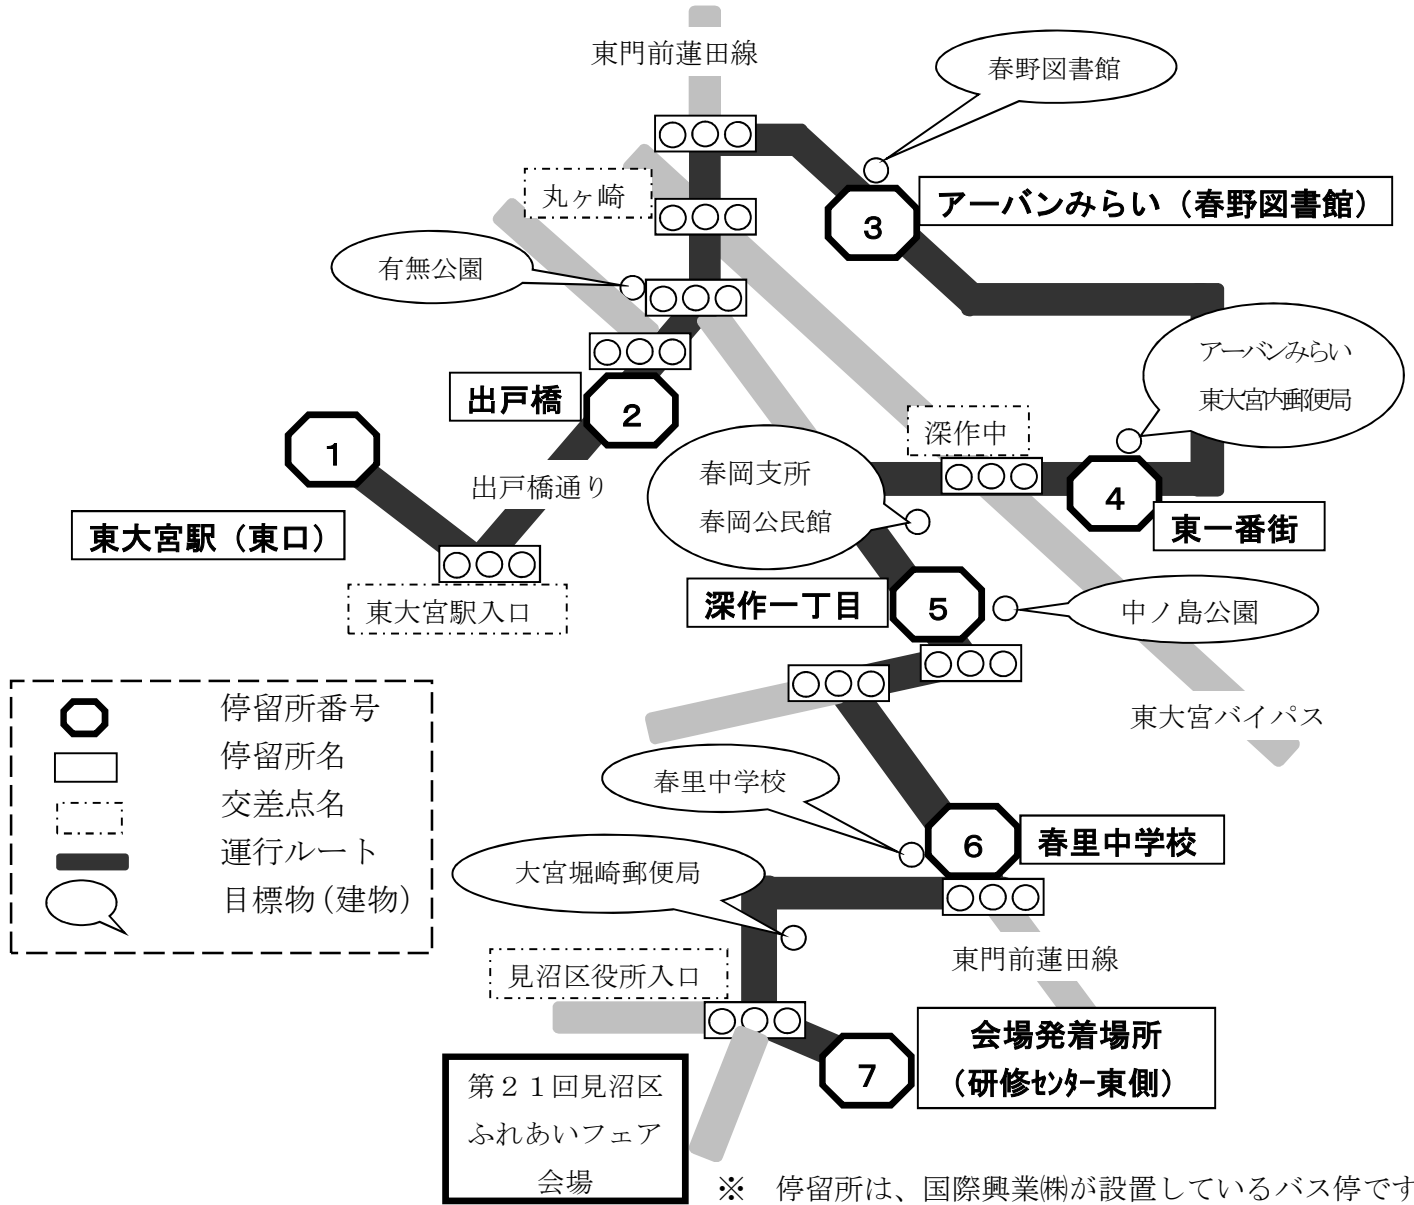 東門前蓮田線
春野図書館
丸ヶ崎
3
アーバンみらい（春野図書館）
有無公園
アーバンみらい
東大宮内郵便局
出戸橋
2
深作中
1
出戸橋通り
春岡支所
春岡公民館
4
東大宮駅（東口）
東一番街
東大宮駅入口
深作一丁目
5
中ノ島公園
東大宮バイパス
停留所番号
停留所名
交差点名
運行ルート
目標物(建物)
春里中学校
6
春里中学校
大宮堀崎郵便局
東門前蓮田線
見沼区役所入口
7
会場発着場所
（研修ｾﾝﾀｰ東側）
第２１回見沼区
ふれあいフェア
会場
※　停留所は、国際興業㈱が設置しているバス停です